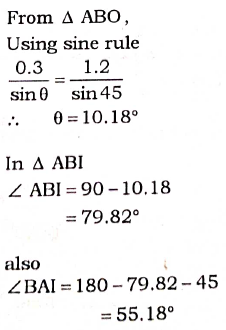 From Δ ABO,
Using sine rule
0.3/sinθ = 1.2/sin45
∴ θ = 10.18°
In Δ ABI
∠ ABI = 90 – 10.18
= 79.82°
also
∠BAI = 180 – 79.82 – 45
= 55.18°